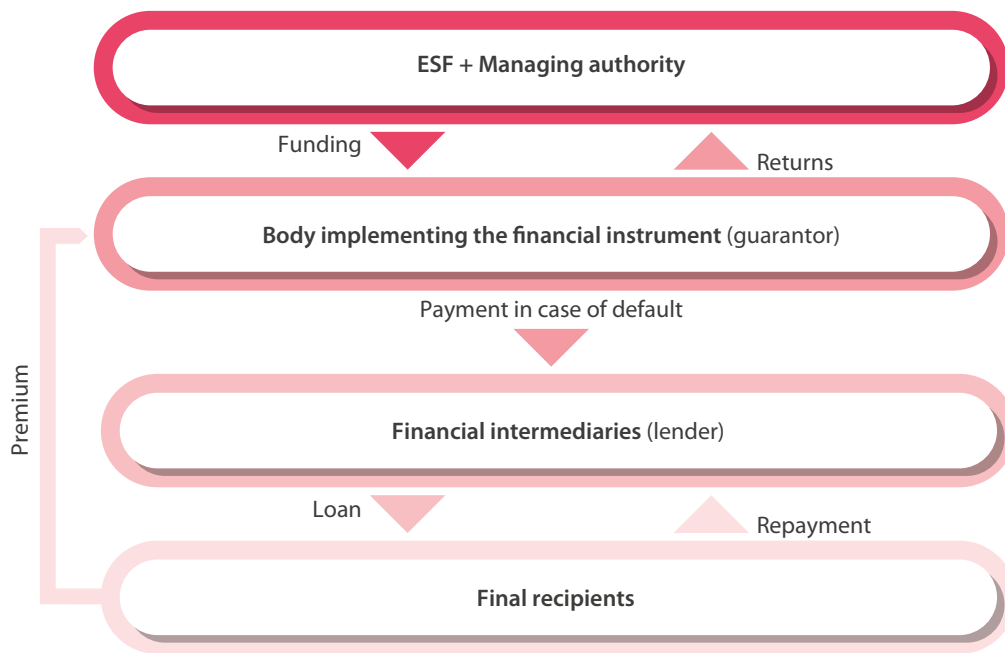 ESF + Managing authority
Funding
Returns
Body implementing the financial instrument (guarantor)
Payment in case of default
Premium
Financial intermediaries (lender)
Loan
Repayment
Final recipients